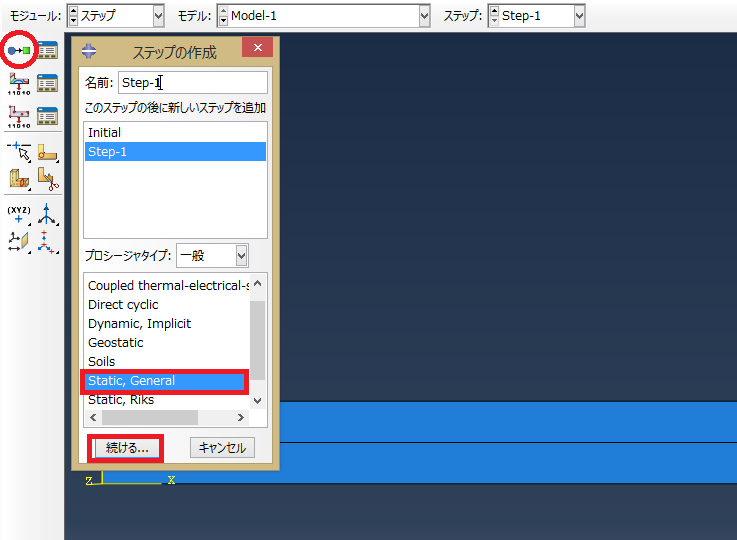 モジュール: ステップ モデル: Model-1 ステップ: Step-1
ステップの作成
名前: Step-1
このステップの後に新しいステップを追加
Initial
Step-1
プロシージャタイプ: 一般
Coupled thermal-electrical-s
Direct cyclic
Dynamic, Implicit
Geostatic
Soils
Static, General
Static, Riks
続ける... キャンセル
11010
11010
(XYZ)
Z X